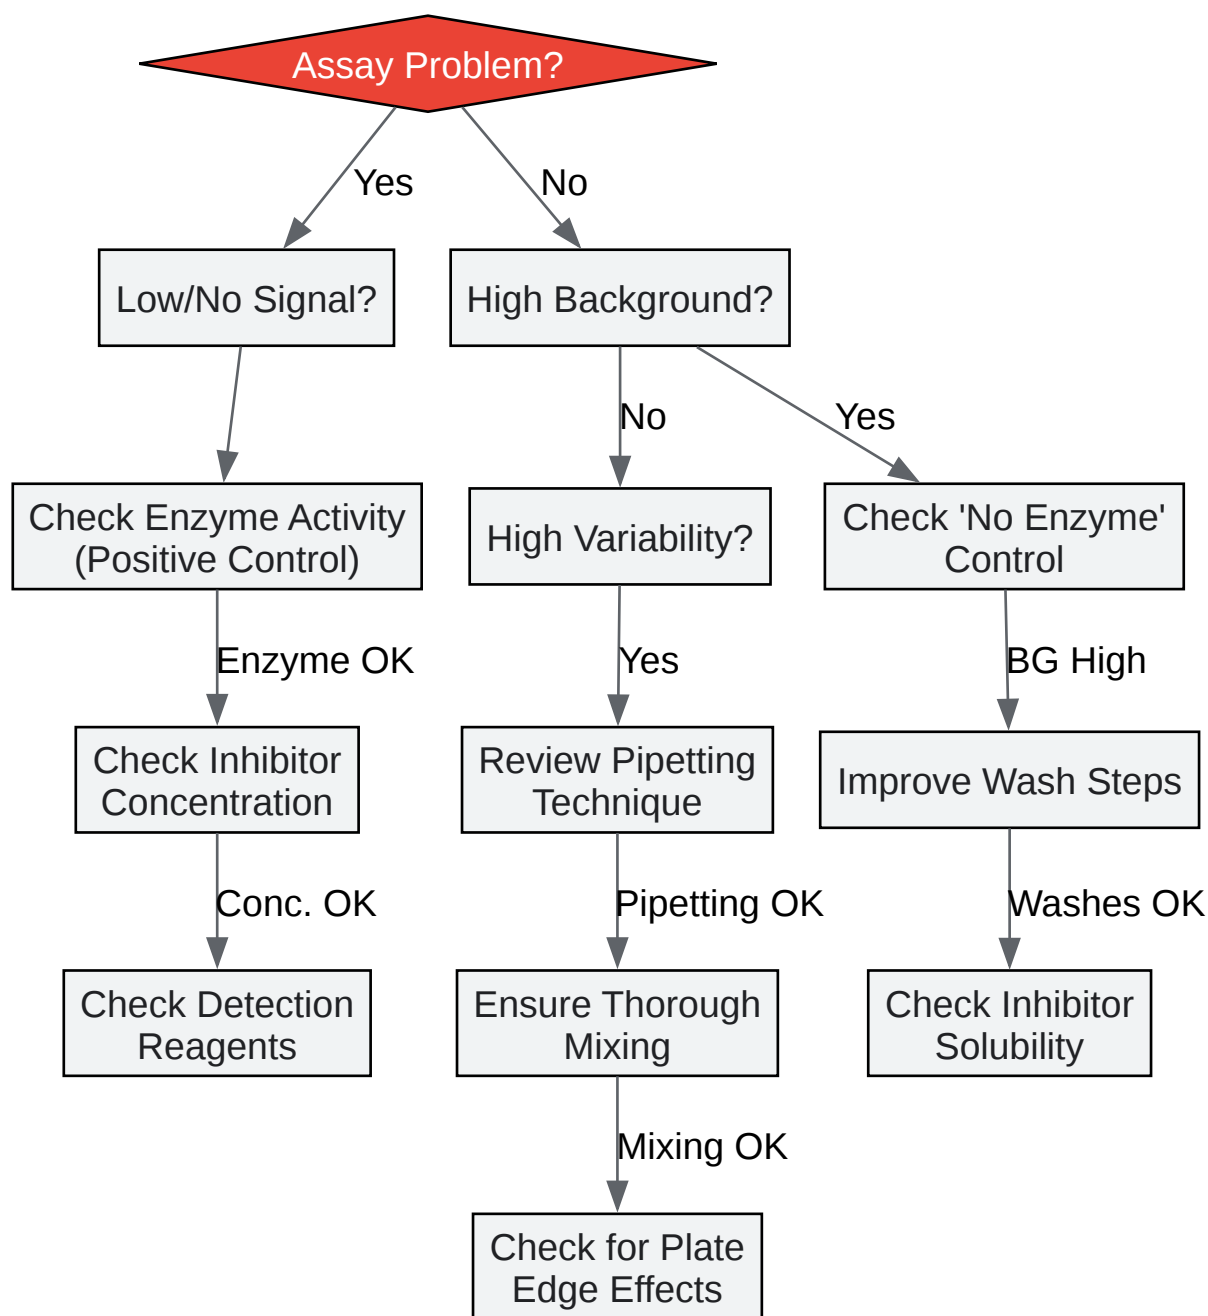 Assay Problem?
Yes
No
Low/No Signal?
High Background?
No
Yes
Check Enzyme Activity
(Positive Control)
High Variability?
Check 'No Enzyme'
Control
Enzyme OK
Yes
BG High
Check Inhibitor
Concentration
Review Pipetting
Technique
Improve Wash Steps
Conc. OK
Pipetting OK
Washes OK
Check Detection
Reagents
Ensure Thorough
Mixing
Check Inhibitor
Solubility
Mixing OK
Check for Plate
Edge Effects